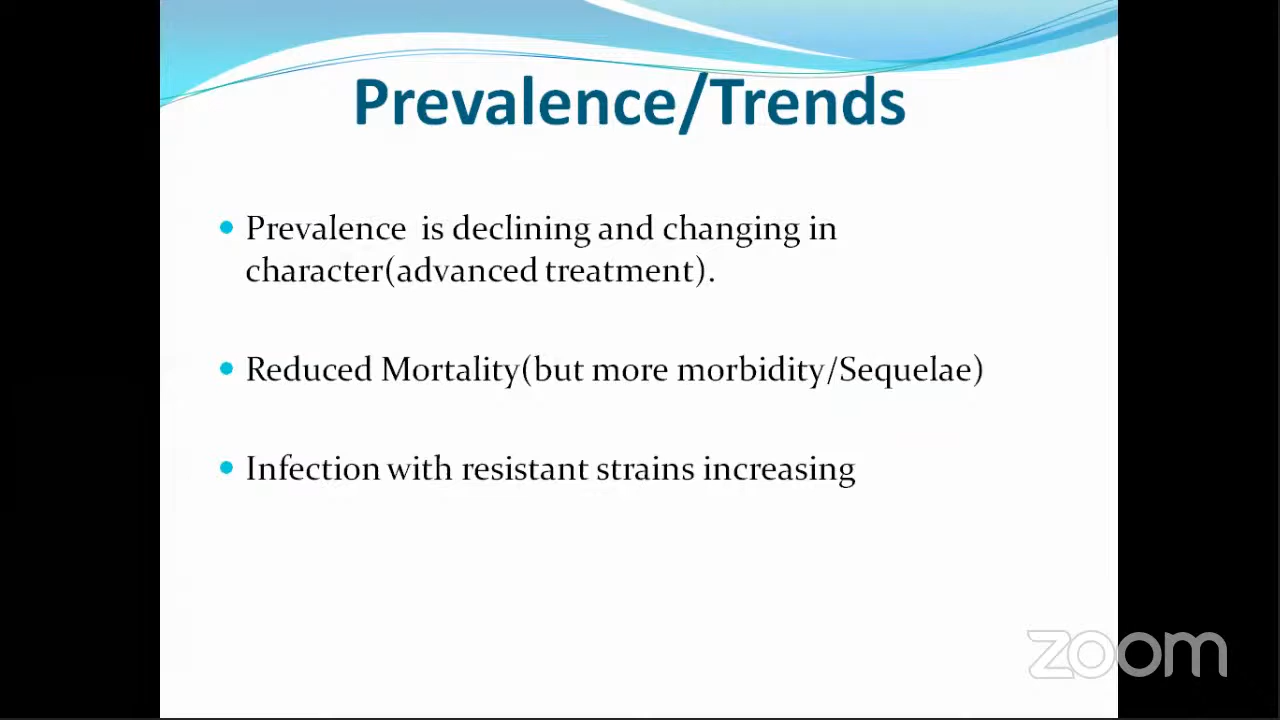 Prevalence/Trends
Prevalence is declining and changing in
character(advanced treatment).
Reduced Mortality(but more morbidity/Sequelae)
Infection with resistant strains increasing
zoom